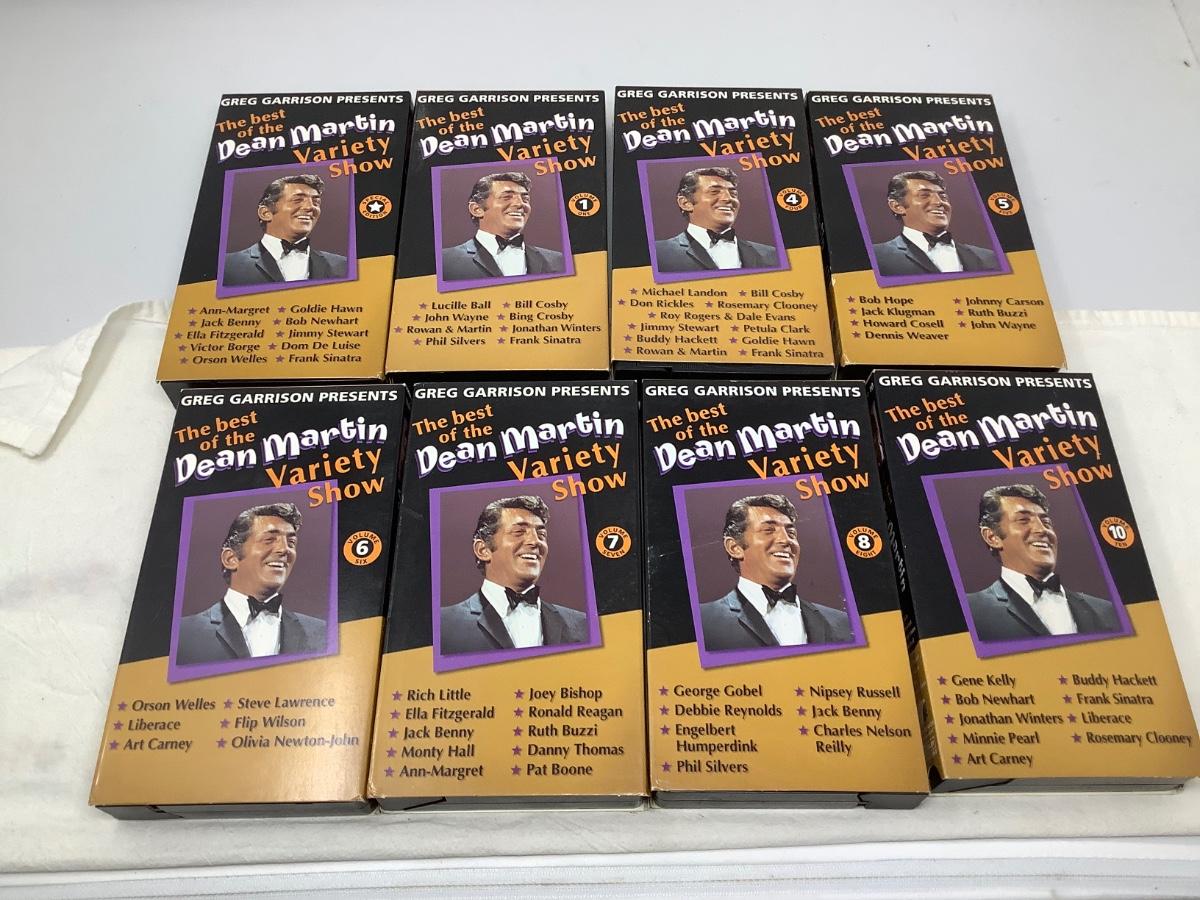 GREG GARRISON PRESENTS
The best
of the
Dean Martin
Variety
Show
SPECIAL EDITION
★ Ann-Margret ★ Goldie Hawn
★ Jack Benny ★ Bob Newhart
★ Ella Fitzgerald ★ Jimmy Stewart
★ Victor Borge ★ Dom De Luise
★ Orson Welles ★ Frank Sinatra
GREG GARRISON PRESENTS
The best
of the
Dean Martin
Variety
Show
VOLUME
1
ONE
★ Lucille Ball ★ Bill Cosby
★ John Wayne ★ Bing Crosby
★ Rowan & Martin ★ Jonathan Winters
★ Phil Silvers ★ Frank Sinatra
GREG GARRISON PRESENTS
The best
of the
Dean Martin
Variety
Show
VOLUME
4
FOUR
★ Michael Landon ★ Bill Cosby
★ Don Rickles ★ Rosemary Clooney
★ Roy Rogers & Dale Evans
★ Jimmy Stewart ★ Petula Clark
★ Buddy Hackett ★ Goldie Hawn
★ Rowan & Martin ★ Frank Sinatra
GREG GARRISON PRESENTS
The best
of the
Dean Martin
Variety
Show
VOLUME
5
FIVE
★ Bob Hope ★ Johnny Carson
★ Jack Klugman ★ Ruth Buzzi
★ Howard Cosell ★ John Wayne
★ Dennis Weaver
GREG GARRISON PRESENTS
The best
of the
Dean Martin
Variety
Show
VOLUME
6
SIX
★ Orson Welles ★ Steve Lawrence
★ Liberace ★ Flip Wilson
★ Art Carney ★ Olivia Newton-John
GREG GARRISON PRESENTS
The best
of the
Dean Martin
Variety
Show
VOLUME
7
SEVEN
★ Rich Little ★ Joey Bishop
★ Ella Fitzgerald ★ Ronald Reagan
★ Jack Benny ★ Ruth Buzzi
★ Monty Hall ★ Danny Thomas
★ Ann-Margret ★ Pat Boone
GREG GARRISON PRESENTS
The best
of the
Dean Martin
Variety
Show
VOLUME
8
EIGHT
★ George Gobel ★ Nipsey Russell
★ Debbie Reynolds ★ Jack Benny
★ Engelbert ★ Charles Nelson
Humperdink Reilly
★ Phil Silvers
GREG GARRISON PRESENTS
The best
of the
Dean Martin
Variety
Show
VOLUME
10
TEN
★ Gene Kelly ★ Buddy Hackett
★ Bob Newhart ★ Frank Sinatra
★ Jonathan Winters ★ Liberace
★ Minnie Pearl ★ Rosemary Clooney
★ Art Carney